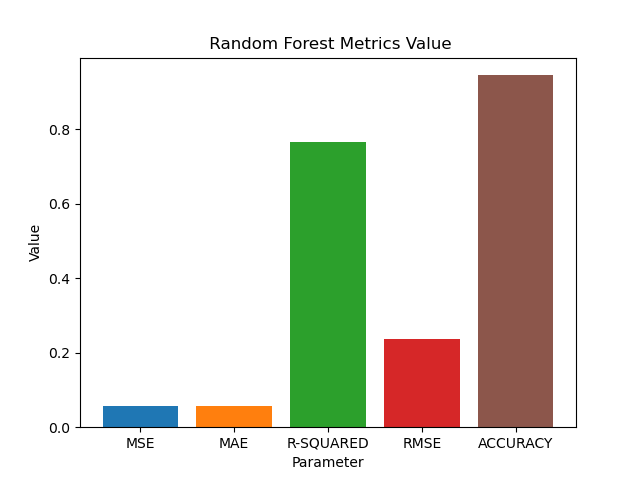 Random Forest Metrics Value
Value
0.8
0.6
0.4
0.2
0.0
MSE MAE R-SQUARED RMSE ACCURACY
Parameter